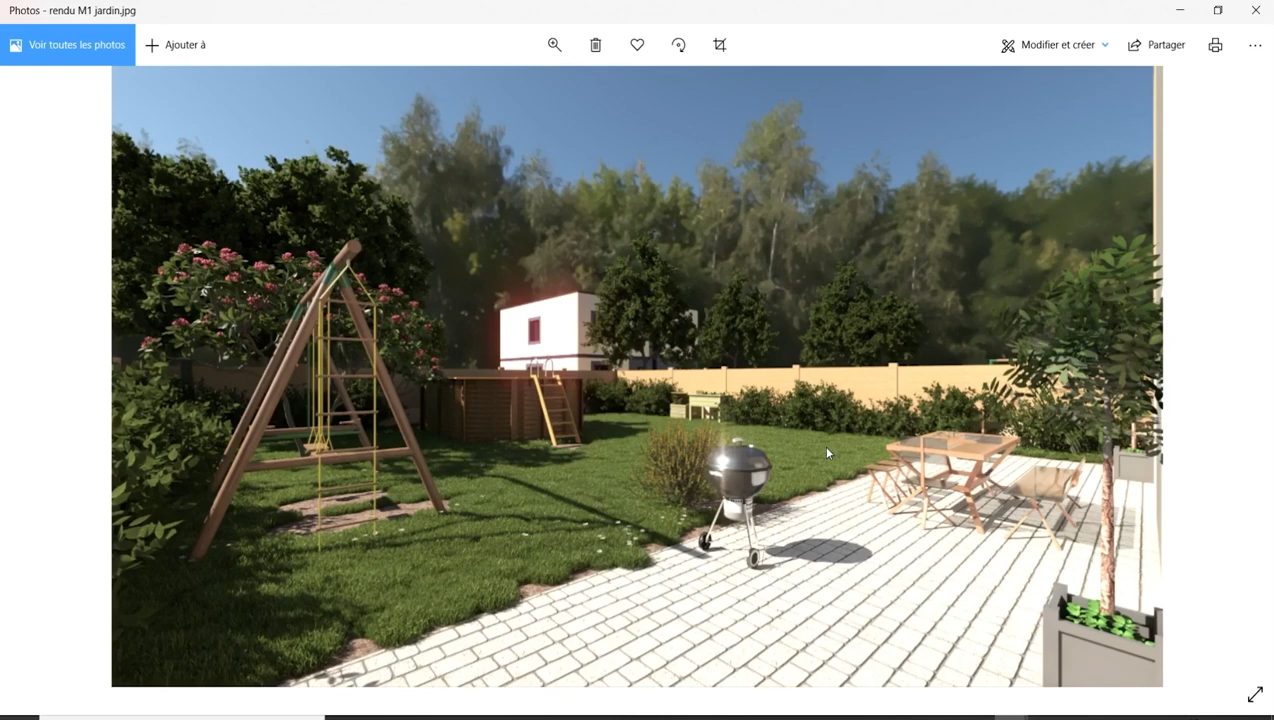 Photos - rendu M1 jardin.jpg
Voir toutes les photos
Ajouter à
Modifier et créer
Partager